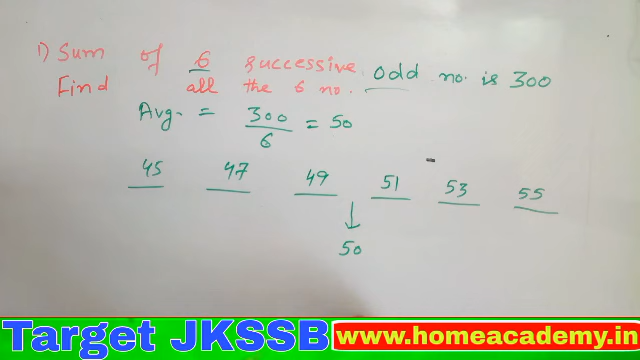 1) Sum of 6 successive odd no. is 300
Find all the 6 no.
Avg. = 300/6 = 50
45 47 49 51 53 55
↓
50
Target JKSSB www.homeacademy.in